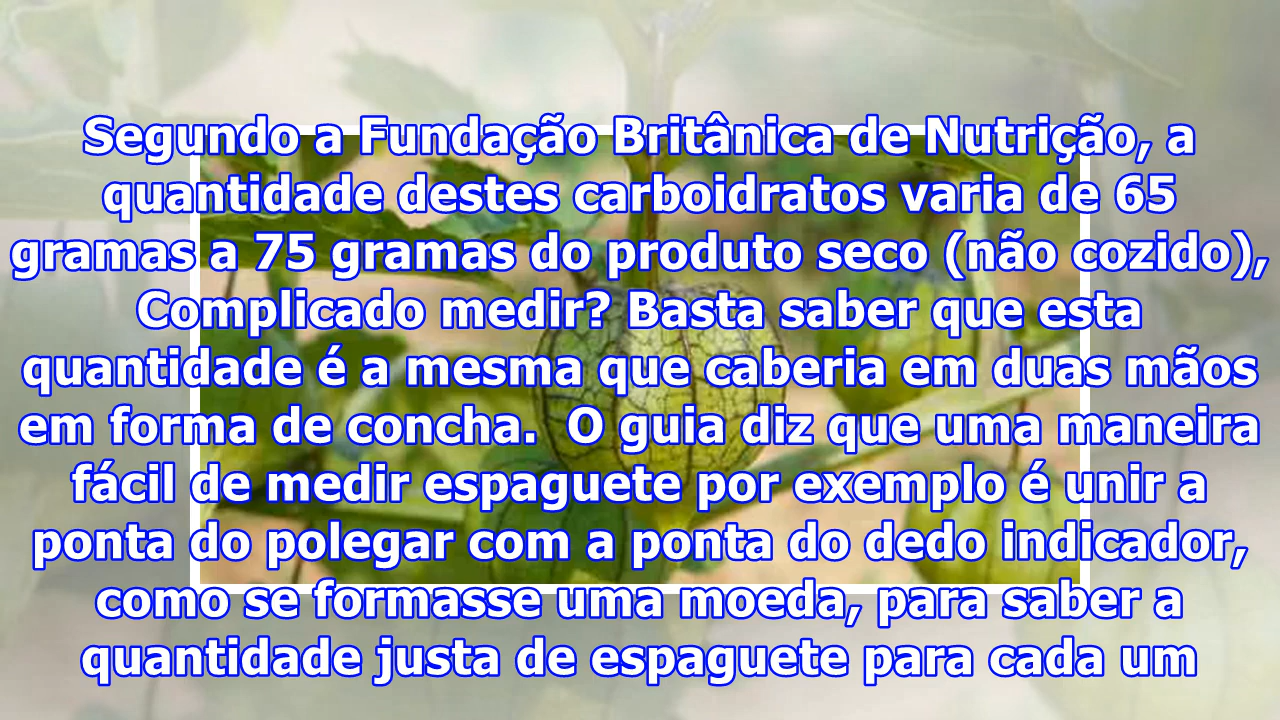 Segundo a Fundação Britânica de Nutrição, a
quantidade destes carboidratos varia de 65
gramas a 75 gramas do produto seco (não cozido),
Complicado medir? Basta saber que esta
quantidade é a mesma que caberia em duas mãos
em forma de concha.  O guia diz que uma maneira
fácil de medir espaguete por exemplo é unir a
ponta do polegar com a ponta do dedo indicador,
como se formasse uma moeda, para saber a
quantidade justa de espaguete para cada um